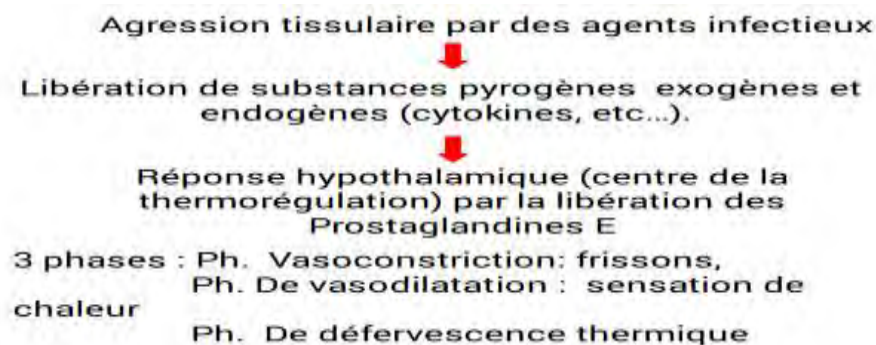 Agression tissulaire par des agents infectieux
Libération de substances pyrogènes exogènes et
endogènes (cytokines, etc...).
Réponse hypothalamique (centre de la
thermorégulation) par la libération des
Prostaglandines E
3 phases : Ph. Vasoconstriction: frissons,
Ph. De vasodilatation : sensation de
chaleur
Ph. De défervescence thermique